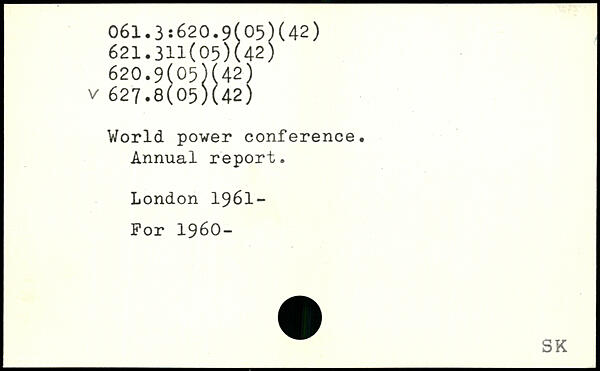 061.3:620.9(05)(42)
621.311(05)(42)
620.9(05)(42)
v 627.8(05)(42)
World power conference.
Annual report.
London 1961-
For 1960-
SK